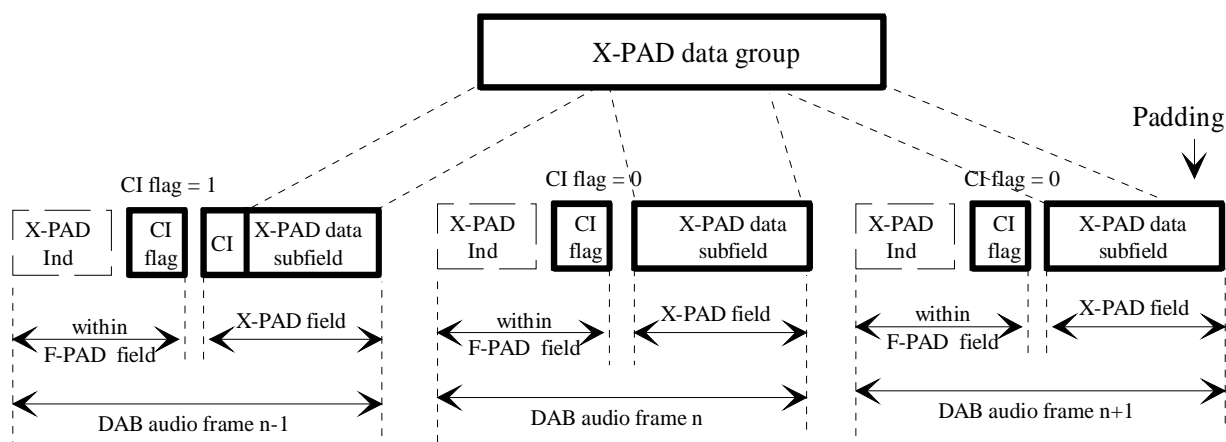 X-PAD data group
Padding
CI flag = 1
CI flag = 0
CI flag = 0
X-PAD
Ind
CI
flag
CI
X-PAD data
subfield
X-PAD
Ind
CI
flag
X-PAD data
subfield
X-PAD
Ind
CI
flag
X-PAD data
subfield
within
F-PAD field
X-PAD field
within
F-PAD field
X-PAD field
within
F-PAD field
X-PAD field
DAB audio frame n-1
DAB audio frame n
DAB audio frame n+1